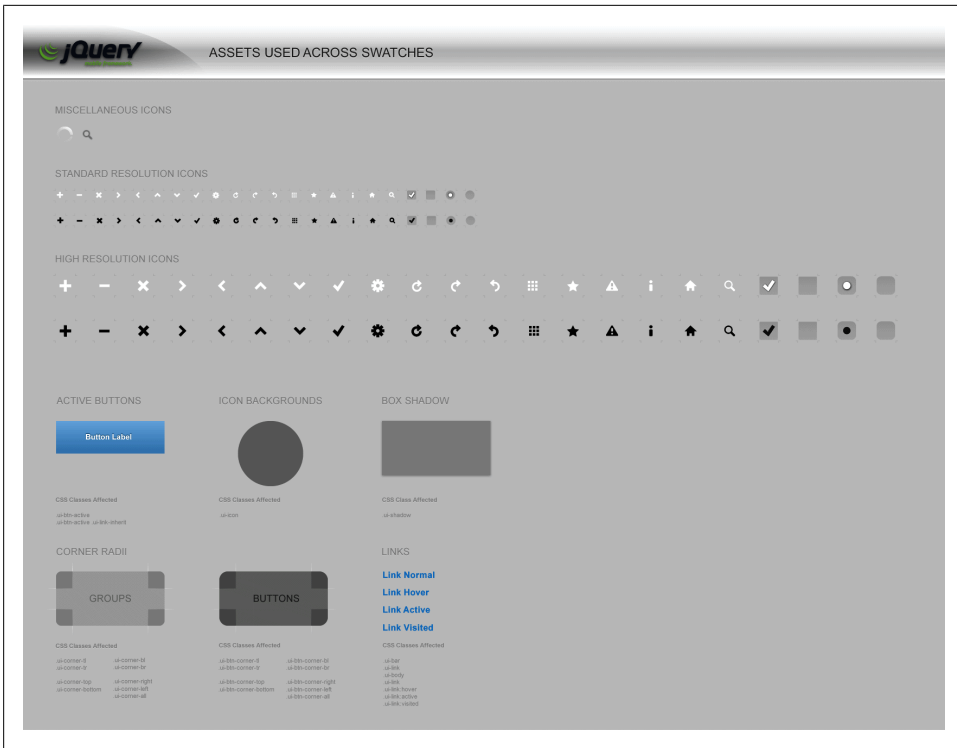 jQuery
ASSETS USED ACROSS SWATCHES
MISCELLANEOUS ICONS
STANDARD RESOLUTION ICONS
HIGH RESOLUTION ICONS
ACTIVE BUTTONS
Button Label
CSS Classes Affected
.ui-btn-active
.ui-btn-active .ui-link-inherit
ICON BACKGROUNDS
CSS Classes Affected
.ui-icon
BOX SHADOW
CSS Class Affected
.ui-shadow
CORNER RADII
GROUPS
CSS Classes Affected
.ui-corner-tl
.ui-corner-tr
.ui-corner-bl
.ui-corner-br
.ui-corner-top
.ui-corner-bottom
.ui-corner-right
.ui-corner-left
.ui-corner-all
BUTTONS
CSS Classes Affected
.ui-btn-corner-tl
.ui-btn-corner-tr
.ui-btn-corner-bl
.ui-btn-corner-br
.ui-btn-corner-top
.ui-btn-corner-bottom
.ui-btn-corner-right
.ui-btn-corner-left
.ui-btn-corner-all
LINKS
Link Normal
Link Hover
Link Active
Link Visited
CSS Classes Affected
.ui-bar
.ui-link
.ui-body
.ui-link
.ui-link:hover
.ui-link:active
.ui-link:visited